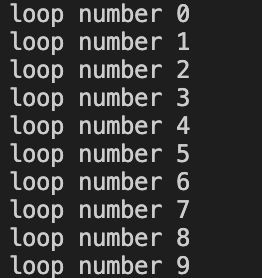 loop number 0
loop number 1
loop number 2
loop number 3
loop number 4
loop number 5
loop number 6
loop number 7
loop number 8
loop number 9